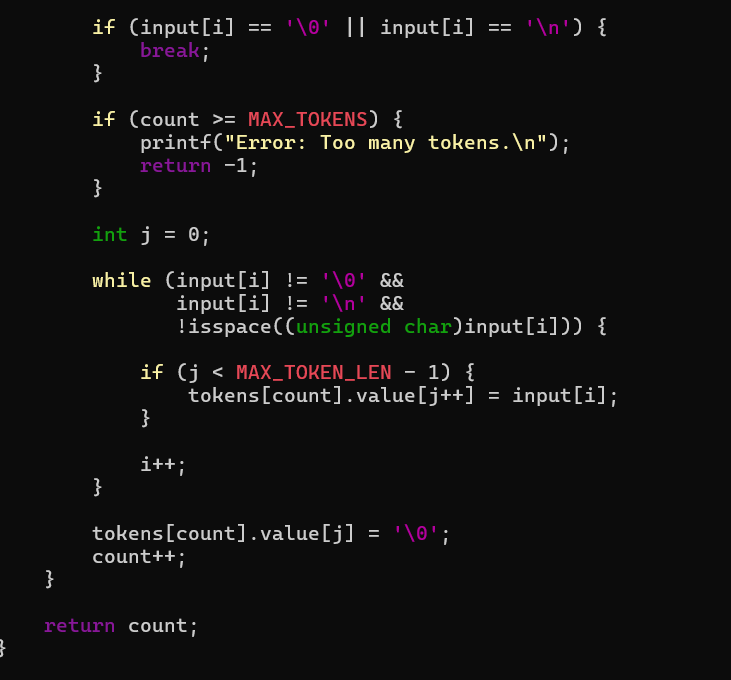 if (input[i] == '\0' || input[i] == '\n') {
break;
}
if (count >= MAX_TOKENS) {
printf("Error: Too many tokens.\n");
return -1;
}
int j = 0;
while (input[i] != '\0' &&
input[i] != '\n' &&
!isspace((unsigned char)input[i])) {
if (j < MAX_TOKEN_LEN - 1) {
tokens[count].value[j++] = input[i];
}
i++;
}
tokens[count].value[j] = '\0';
count++;
}
return count;
}